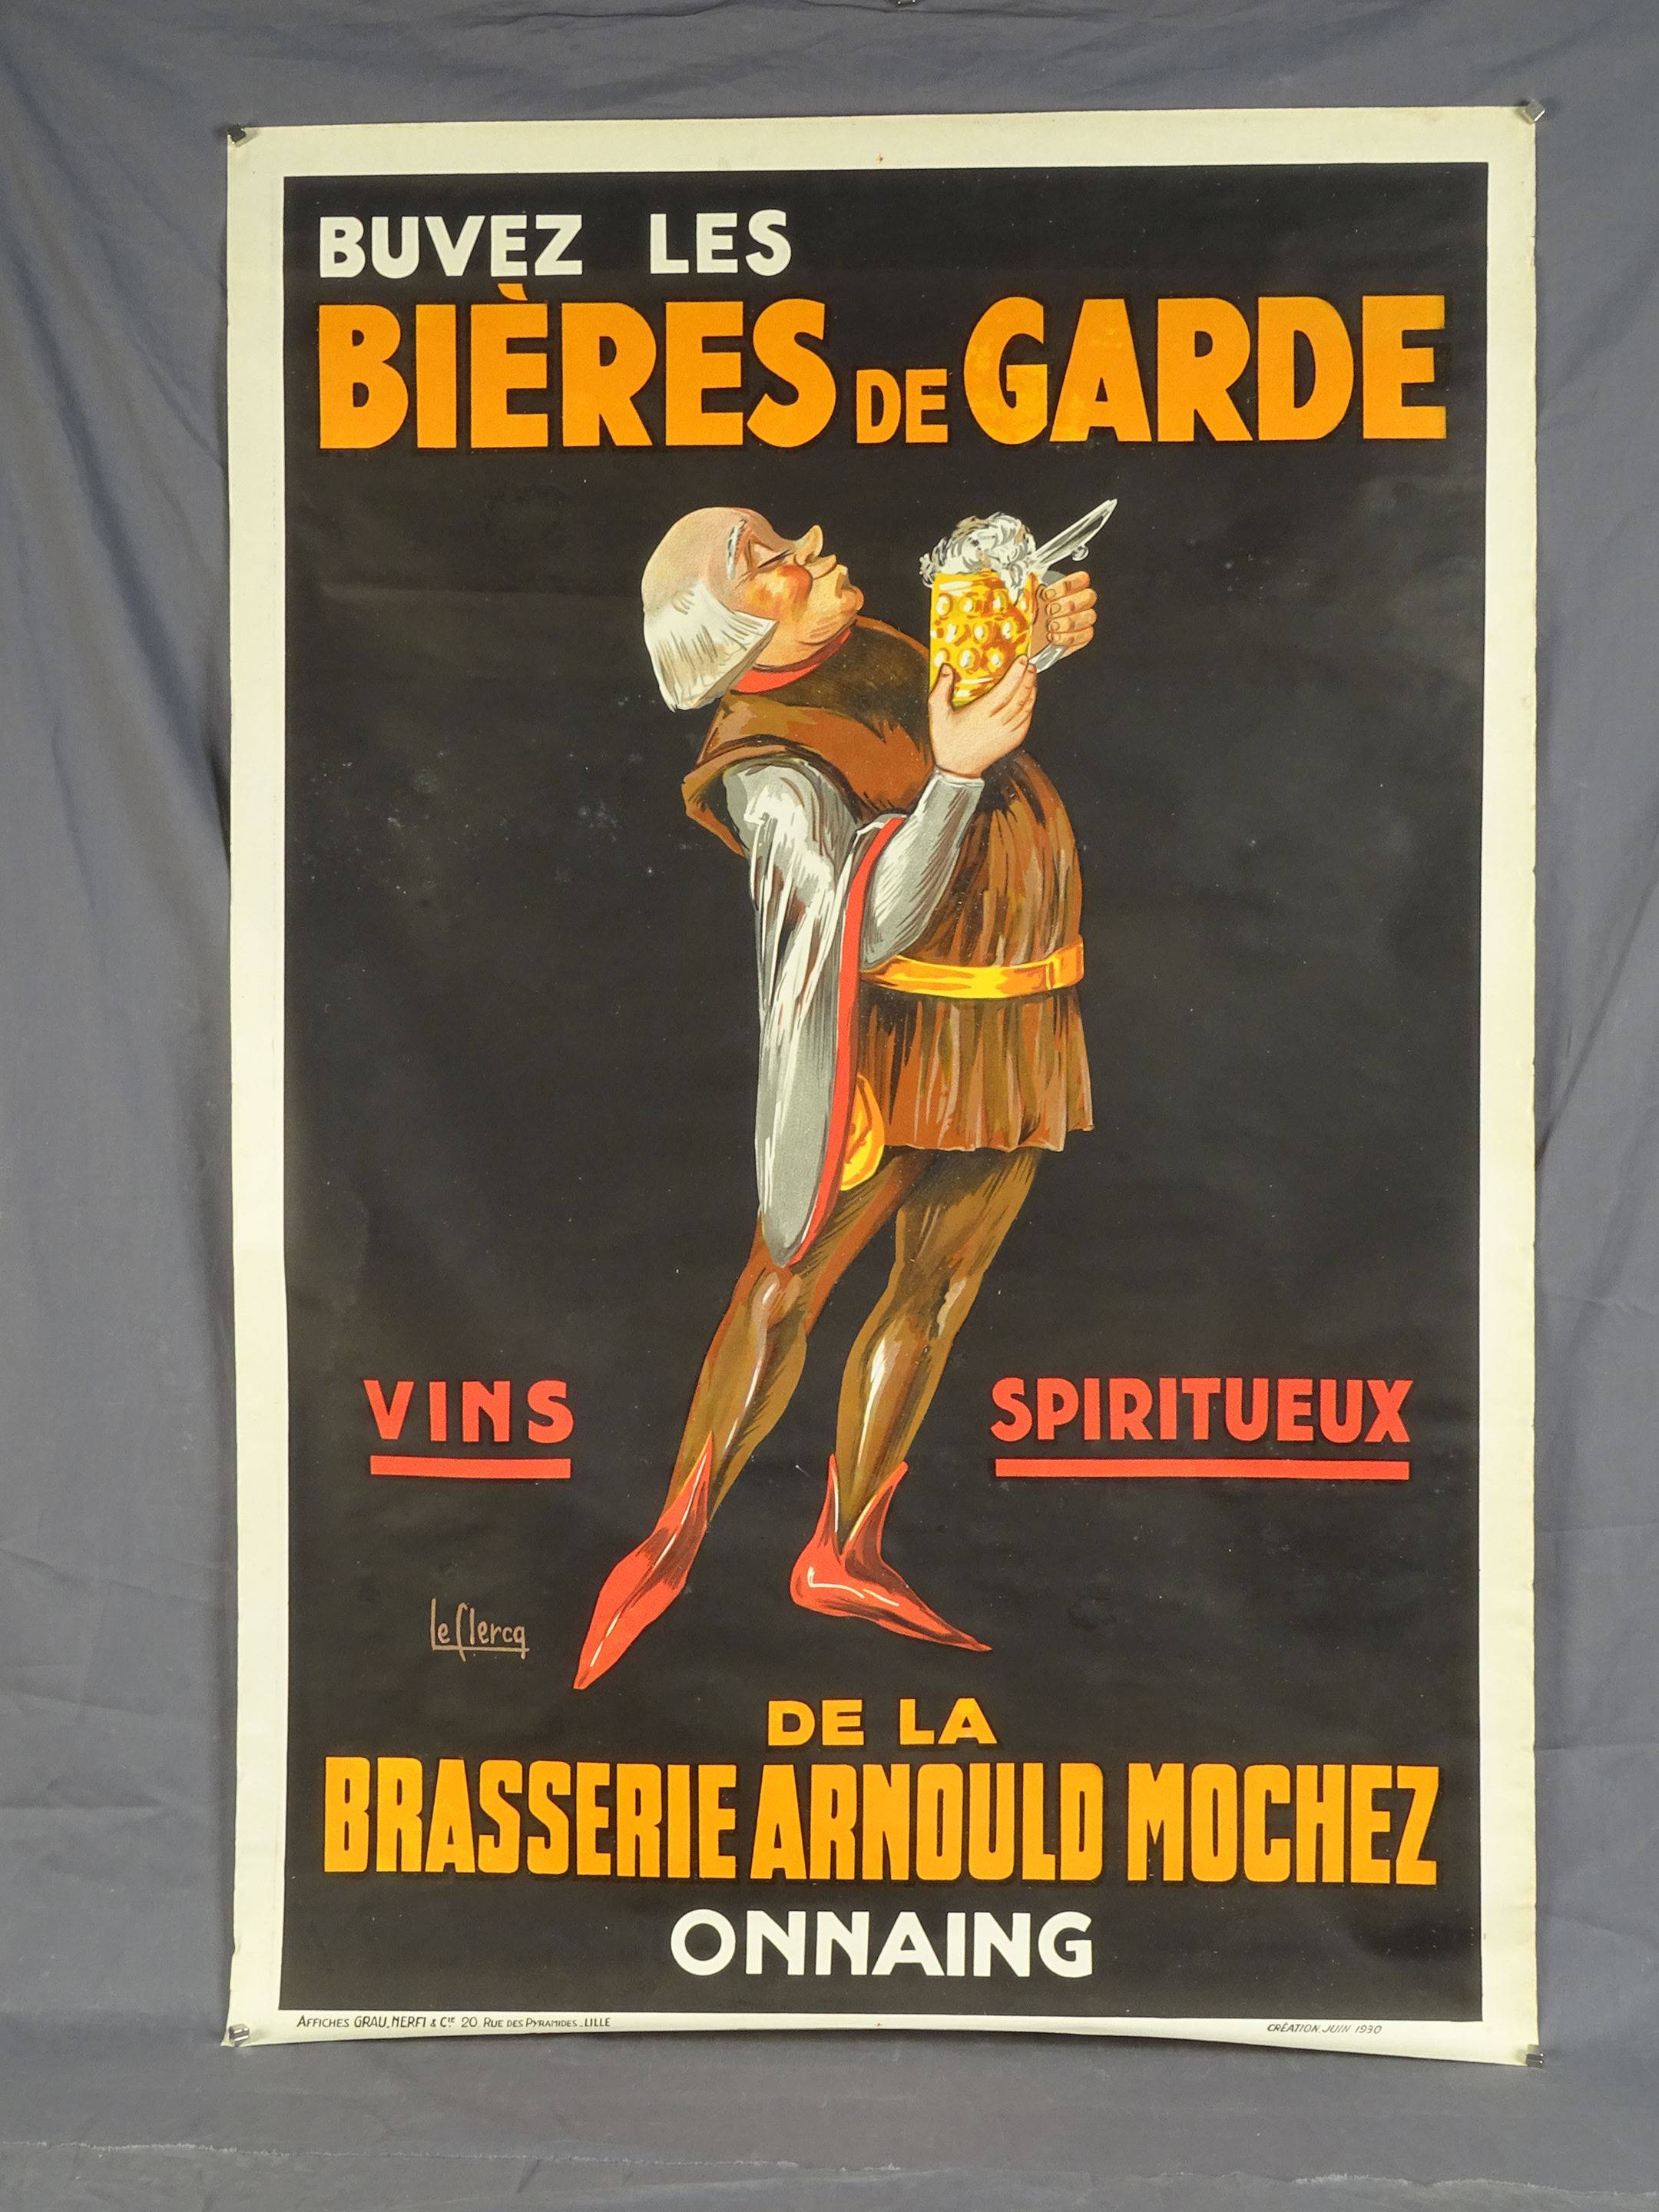 BUVEZ LES
BIÈRES DE GARDE
VINS
SPIRITUEUX
Le Clercq
DE LA
BRASSERIE ARNOULD MOCHEZ
ONNAING
AFFICHES GRAU, NERFI & CIE 20. RUE DES PYRAMIDES_LILLE
CRÉATION. JUIN 1930